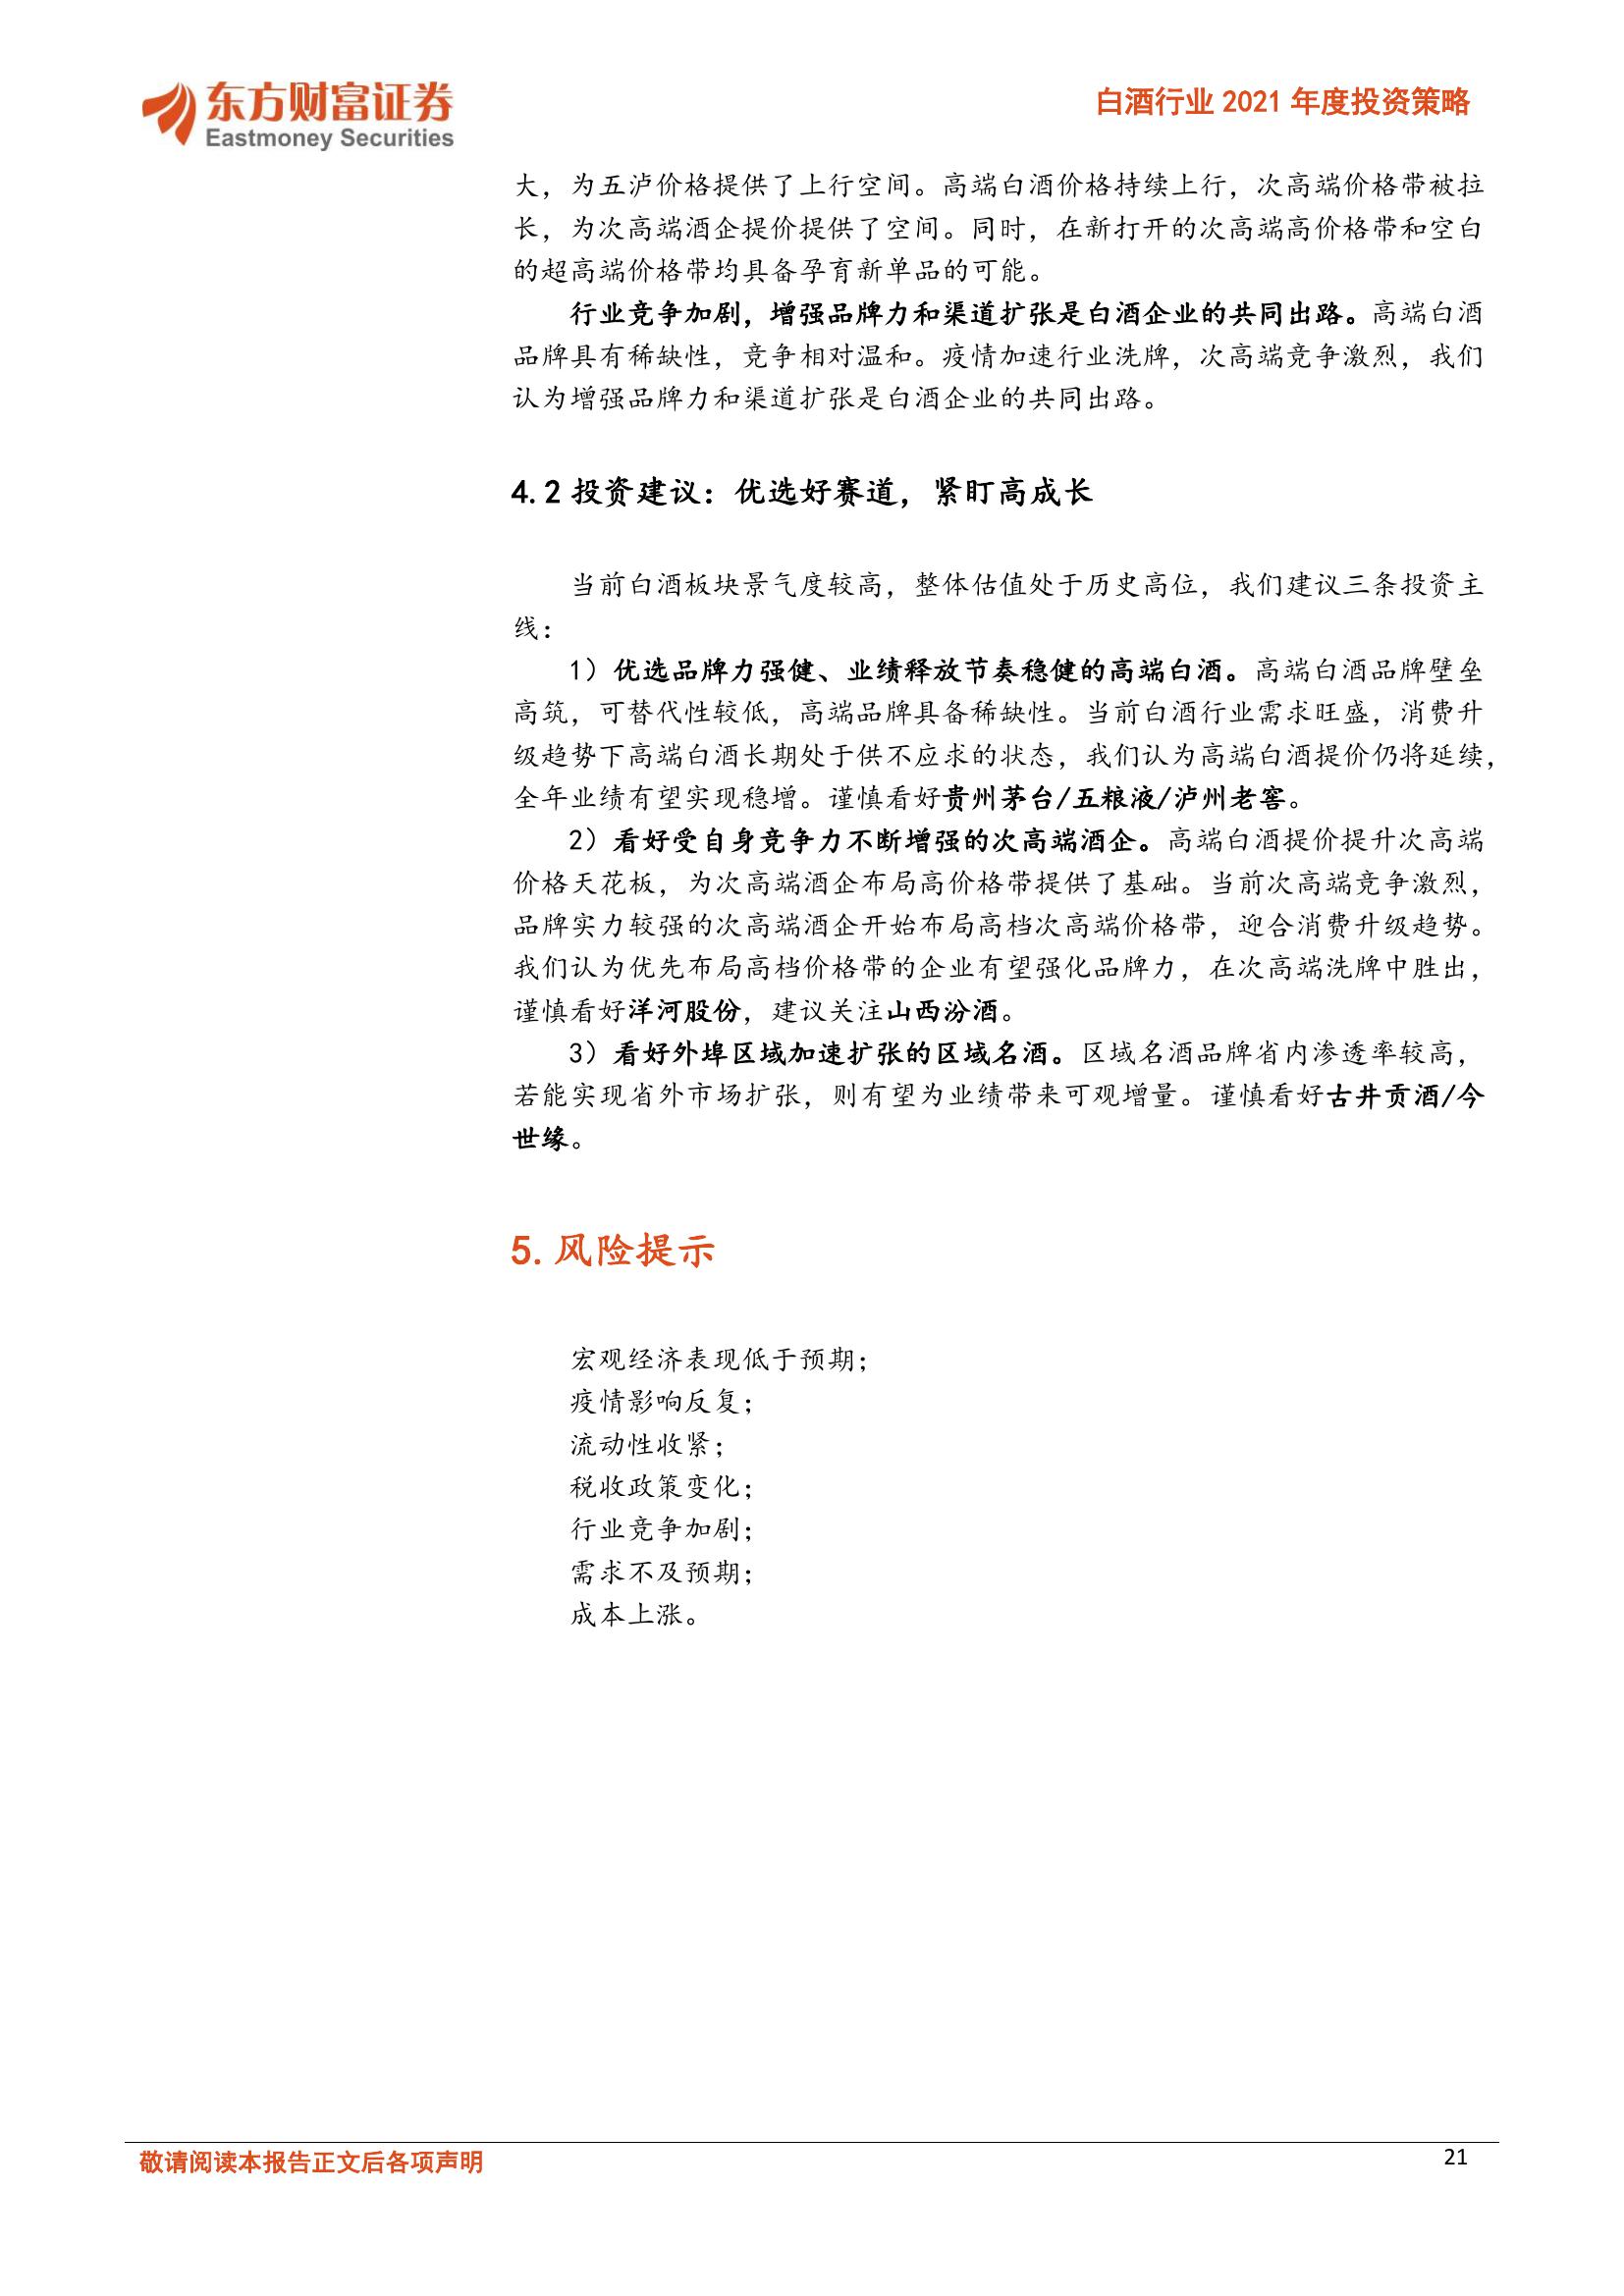 东方财富证券
Eastmoney Securities
白酒行业 2021 年度投资策略
大，为五泸价格提供了上行空间。高端白酒价格持续上行，次高端价格带被拉
长，为次高端酒企提价提供了空间。同时，在新打开的次高端高价格带和空白
的超高端价格带均具备孕育新单品的可能。
行业竞争加剧，增强品牌力和渠道扩张是白酒企业的共同出路。高端白酒
品牌具有稀缺性，竞争相对温和。疫情加速行业洗牌，次高端竞争激烈，我们
认为增强品牌力和渠道扩张是白酒企业的共同出路。
4.2 投资建议：优选好赛道，紧盯高成长
当前白酒板块景气度较高，整体估值处于历史高位，我们建议三条投资主
线：
1）优选品牌力强健、业绩释放节奏稳健的高端白酒。高端白酒品牌壁垒
高筑，可替代性较低，高端品牌具备稀缺性。当前白酒行业需求旺盛，消费升
级趋势下高端白酒长期处于供不应求的状态，我们认为高端白酒提价仍将延续，
全年业绩有望实现稳增。谨慎看好贵州茅台/五粮液/泸州老窖。
2）看好受自身竞争力不断增强的次高端酒企。高端白酒提价提升次高端
价格天花板，为次高端酒企布局高价格带提供了基础。当前次高端竞争激烈，
品牌实力较强的次高端酒企开始布局高档次高端价格带，迎合消费升级趋势。
我们认为优先布局高档价格带的企业有望强化品牌力，在次高端洗牌中胜出，
谨慎看好洋河股份，建议关注山西汾酒。
3）看好外埠区域加速扩张的区域名酒。区域名酒品牌省内渗透率较高，
若能实现省外市场扩张，则有望为业绩带来可观增量。谨慎看好古井贡酒/今
世缘。
5.风险提示
宏观经济表现低于预期；
疫情影响反复；
流动性收紧；
税收政策变化；
行业竞争加剧；
需求不及预期；
成本上涨。
敬请阅读本报告正文后各项声明
21